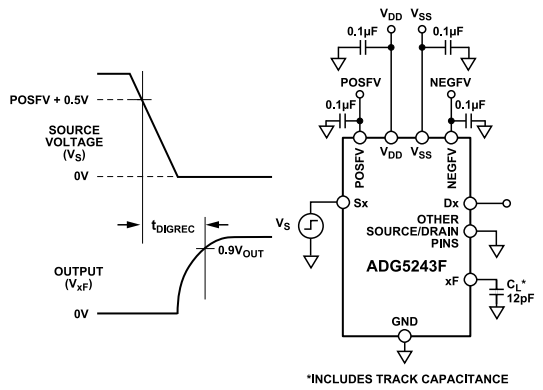 POSFV + 0.5V
SOURCE
VOLTAGE
(VS)
0V
tDIGREC
OUTPUT
(VxF)
0.9VOUT
0V
VDD
VSS
0.1µF
0.1µF
POSFV
NEGFV
0.1µF
0.1µF
POSFV
VDD
VSS
NEGFV
VS
Sx
Dx
OTHER
SOURCE/DRAIN
PINS
ADG5243F
xF
CL*
12pF
GND
*INCLUDES TRACK CAPACITANCE